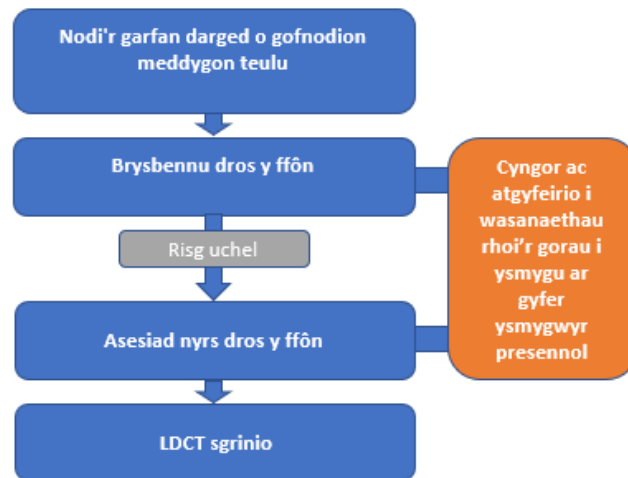 Nodi'r garfan darged o gofnodion
meddygon teulu
Brysbennu dros y ffôn
Risg uchel
Asesiad nyrs dros y ffôn
LDCT sgrinio
Cyngor ac
atgyfeirio i
wasanaethau
rhoi’r gorau i
ysmygu ar
gyfer
ysmygwyr
presennol